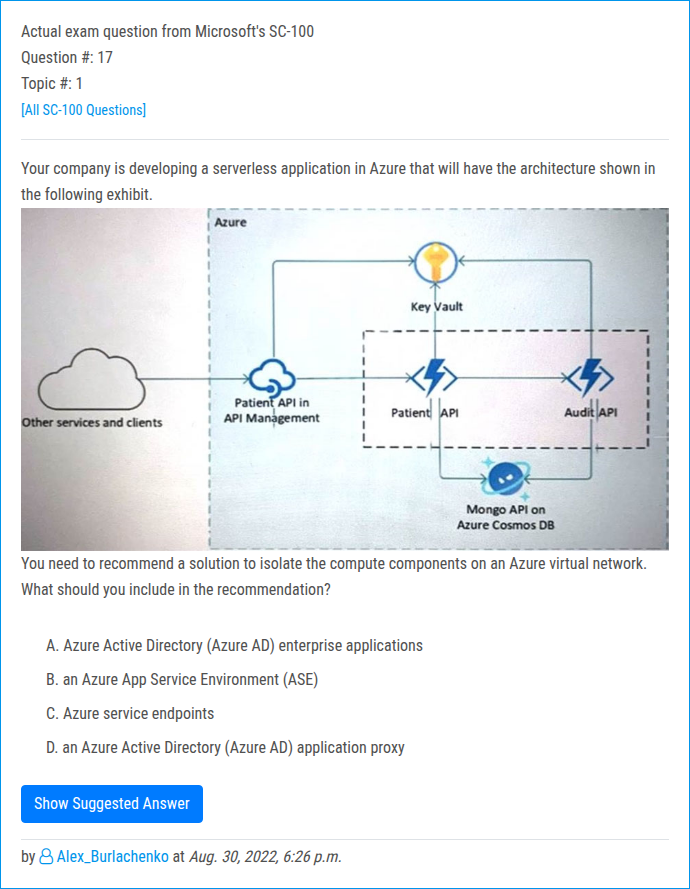 Actual exam question from Microsoft's SC-100
Question #: 17
Topic #: 1
[All SC-100 Questions]
Your company is developing a serverless application in Azure that will have the architecture shown in
the following exhibit.
Azure
Key Vault
Patient API in
API Management
Patient API
Audit API
Other services and clients
Mongo API on
Azure Cosmos DB
You need to recommend a solution to isolate the compute components on an Azure virtual network.
What should you include in the recommendation?
A. Azure Active Directory (Azure AD) enterprise applications
B. an Azure App Service Environment (ASE)
C. Azure service endpoints
D. an Azure Active Directory (Azure AD) application proxy
Show Suggested Answer
by Alex_Burlachenko at Aug. 30, 2022, 6:26 p.m.